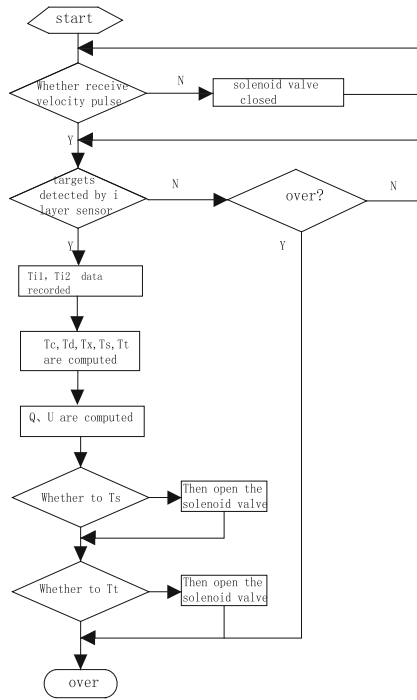 start
Whether receive
velocity pulse
N
solenoid valve
closed
Y
targets
detected by i
layer sensor
N
over?
N
Y
Y
Ti1, Ti2 data
recorded
Tc,Td,Tx,Ts,Tt
are computed
Q、U are computed
Whether to Ts
Then open the
solenoid valve
Whether to Tt
Then open the
solenoid valve
over